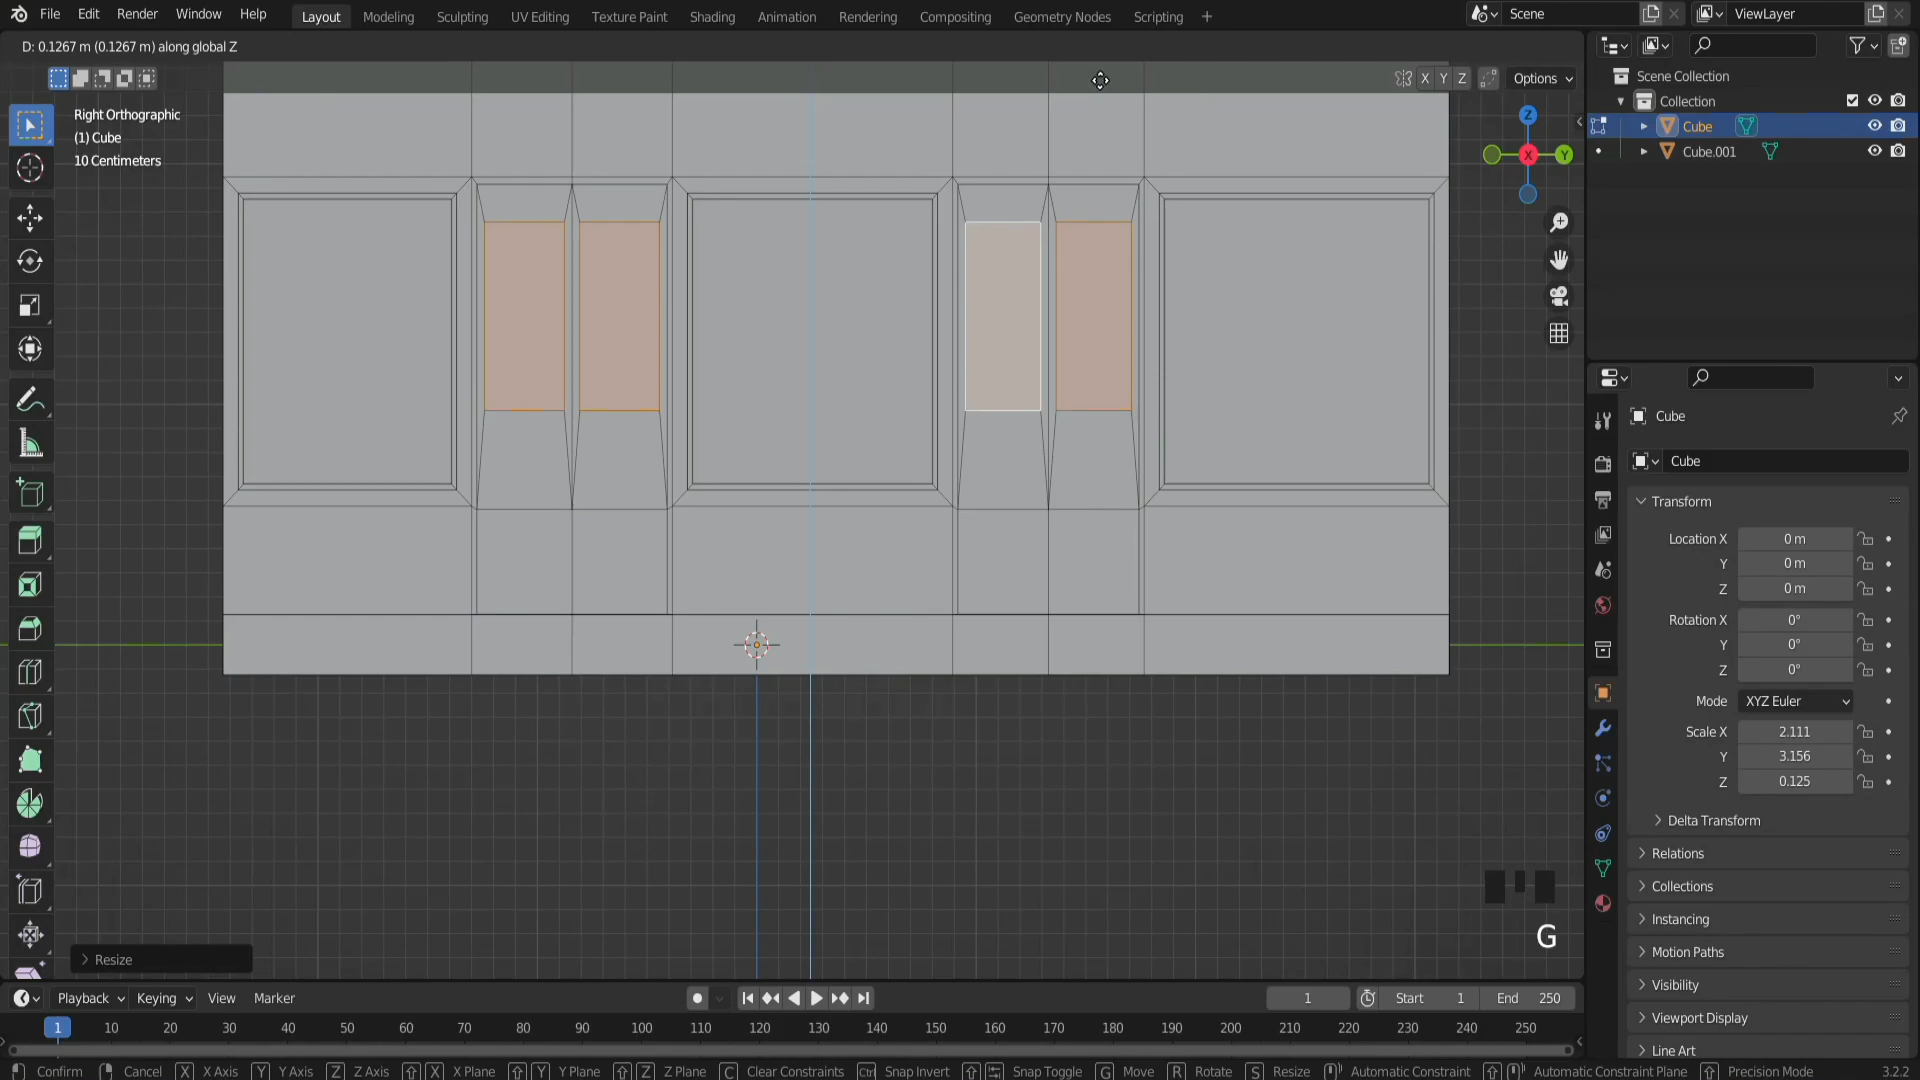 File Edit Render Window Help Layout Modeling Sculpting UV Editing Texture Paint Shading Animation Rendering Compositing Geometry Nodes Scripting + Scene ViewLayer
D: 0.1267 m (0.1267 m) along global Z
X Y Z Options
Right Orthographic
(1) Cube
10 Centimeters
Z
X
Y
Scene Collection
Collection
Cube
Cube.001
Cube
Cube
Transform
Location X 0 m
Y 0 m
Z 0 m
Rotation X 0°
Y 0°
Z 0°
Mode XYZ Euler
Scale X 2.111
Y 3.156
Z 0.125
Delta Transform
Relations
Collections
Instancing
Motion Paths
Visibility
Viewport Display
Line Art
G
Resize
Playback Keying View Marker 1 Start 1 End 250
1 10 20 30 40 50 60 70 80 90 100 110 120 130 140 150 160 170 180 190 200 210 220 230 240 250
Confirm Cancel X X Axis Y Y Axis Z Z Axis X X Plane Y Y Plane Z Z Plane C Clear Constraints Ctrl Snap Invert Snap Toggle G Move R Rotate S Resize Automatic Constraint Automatic Constraint Plane Precision Mode 3.2.2